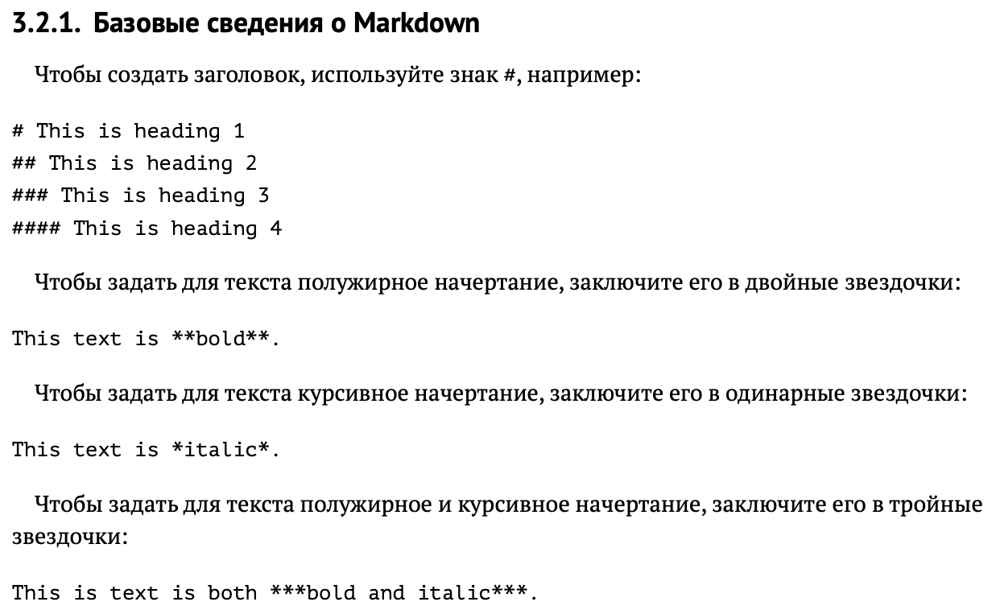 3.2.1. Базовые сведения о Markdown
Чтобы создать заголовок, используйте знак #, например:
# This is heading 1
## This is heading 2
### This is heading 3
#### This is heading 4
Чтобы задать для текста полужирное начертание, заключите его в двойные звездочки:
This text is **bold**.
Чтобы задать для текста курсивное начертание, заключите его в одинарные звездочки:
This text is *italic*.
Чтобы задать для текста полужирное и курсивное начертание, заключите его в тройные
звездочки:
This is text is both ***bold and italic***.